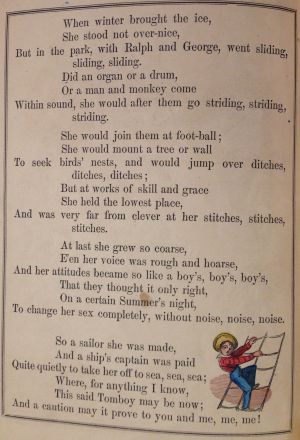 When winter brought the ice,
She stood not over-nice,
But in the park, with Ralph and George, went sliding,
sliding, sliding.
Did an organ or a drum,
Or a man and monkey come
Within sound, she would after them go striding, striding,
striding.
She would join them at foot-ball;
She would mount a tree or wall
To seek birds' nests, and would jump over ditches,
ditches, ditches;
But at works of skill and grace
She held the lowest place,
And was very far from clever at her stitches, stitches,
stitches.
At last she grew so coarse,
E'en her voice was rough and hoarse,
And her attitudes became so like a boy's, boy's, boy's,
That they thought it only right,
On a certain Summer's night,
To change her sex completely, without noise, noise, noise.
So a sailor she was made,
And a ship's captain was paid
Quite quietly to take her off to sea, sea, sea;
Where, for anything I know,
This said Tomboy may be now;
And a caution may it prove to you and me, me, me!